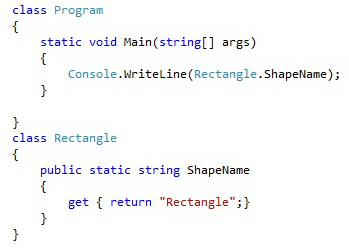 class Program
{
    static void Main(string[] args)
    {
        Console.WriteLine(Rectangle.ShapeName);
    }

}
class Rectangle
{
    public static string ShapeName
    {
        get { return "Rectangle";}
    }
}